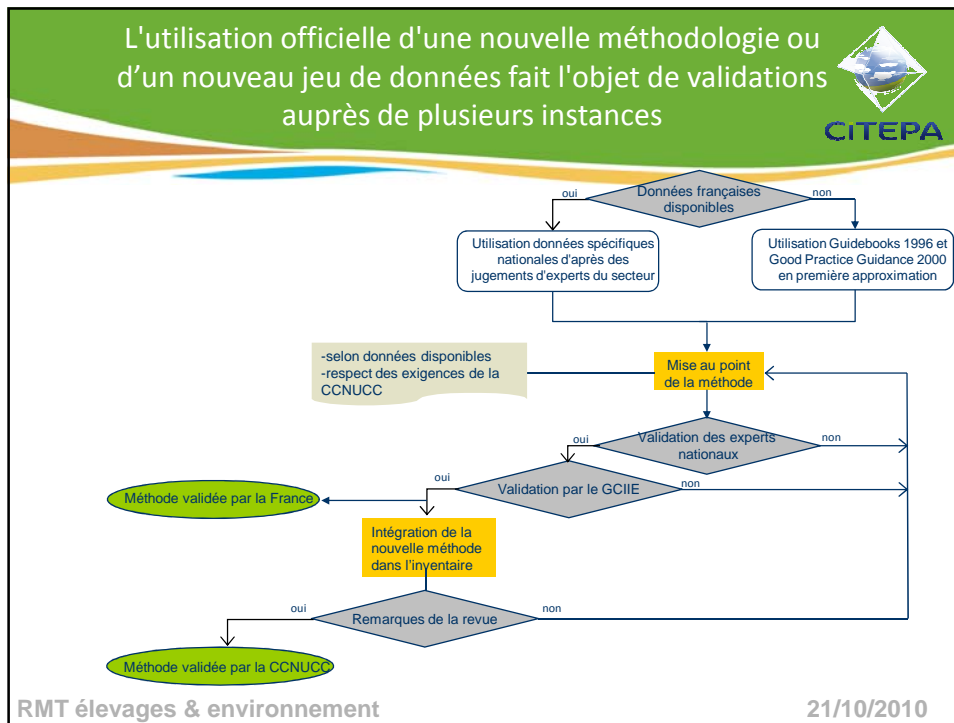 L'utilisation officielle d'une nouvelle méthodologie ou
d'un nouveau jeu de données fait l'objet de validations
auprès de plusieurs instances
CiTEPA
oui
Données françaises
disponibles
non
Utilisation données spécifiques
nationales d'après des
jugements d'experts du secteur
Utilisation Guidebooks 1996 et
Good Practice Guidance 2000
en première approximation
-selon données disponibles
-respect des exigences de la
CCNUCC
Mise au point
de la méthode
oui
Validation des experts
nationaux
non
oui
Validation par le GCIIE
non
Méthode validée par la France
Intégration de la
nouvelle méthode
dans l'inventaire
oui
Remarques de la revue
non
Méthode validée par la CCNUCC
RMT élevages & environnement
21/10/2010